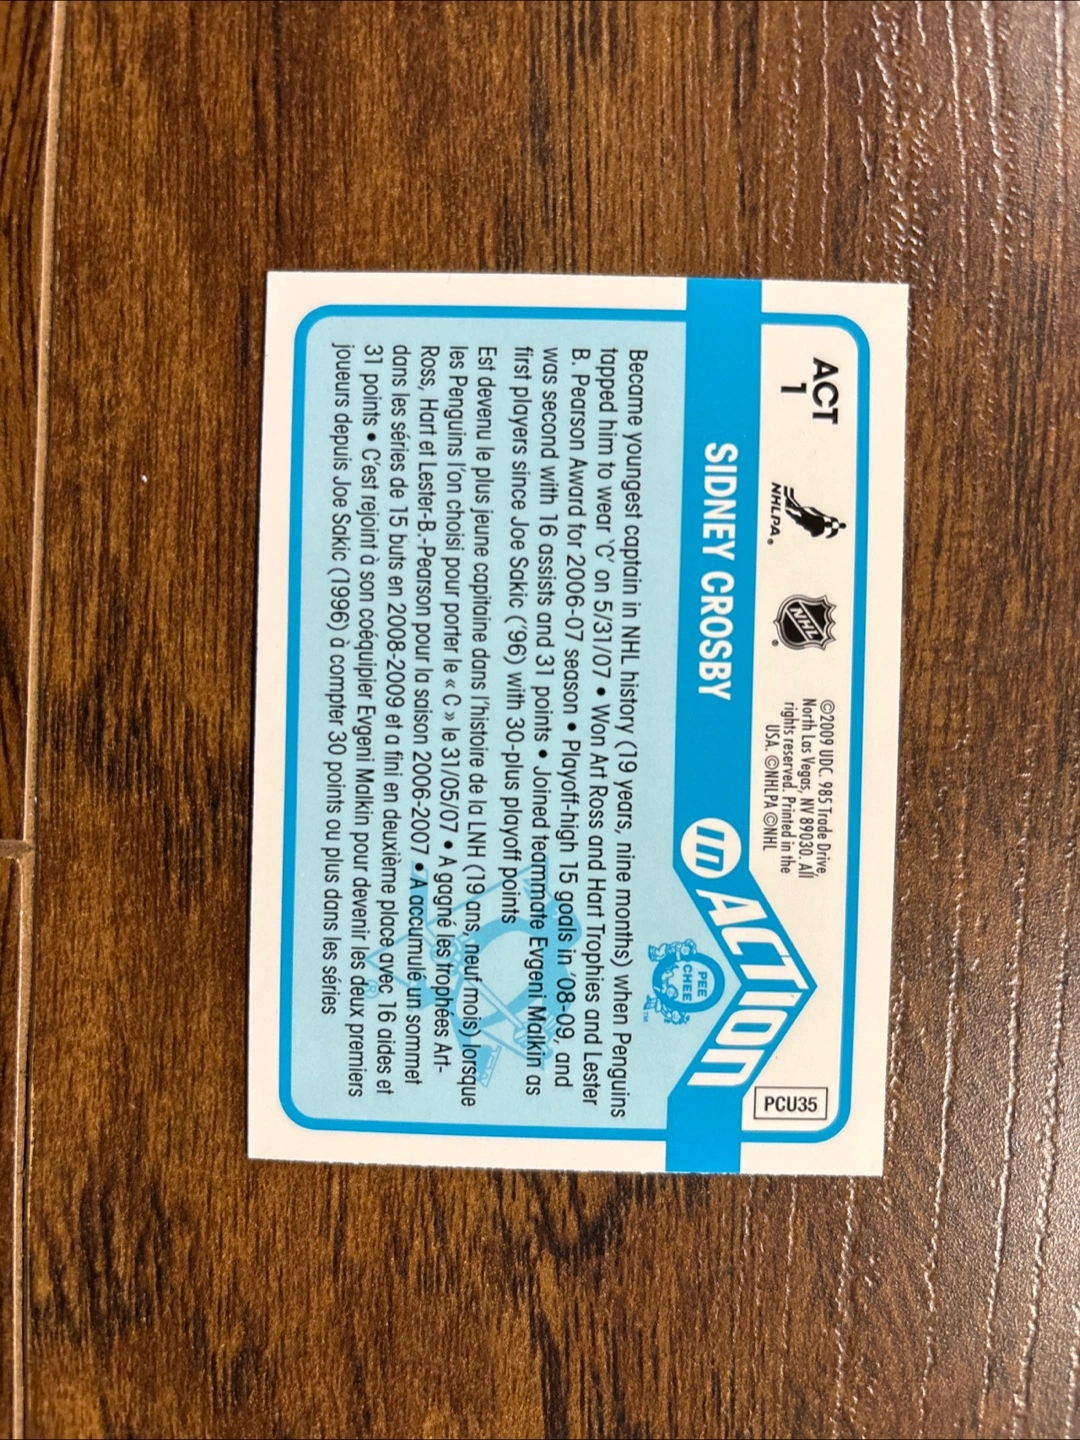 ACT
1
NHLPA®
NHL®
©2009 UDC. 985 Trade Drive,
North Las Vegas, NV 89030. All
rights reserved. Printed in the
USA. ©NHLPA ©NHL
PCU35
SIDNEY CROSBY
in ACTION
PEE
CHEE
TM
Became youngest captain in NHL history (19 years, nine months) when Penguins
tapped him to wear 'C' on 5/31/07 • Won Art Ross and Hart Trophies and Lester
B. Pearson Award for 2006-07 season • Playoff-high 15 goals in '08-09, and
was second with 16 assists and 31 points • Joined teammate Evgeni Malkin as
first players since Joe Sakic ('96) with 30-plus playoff points
Est devenu le plus jeune capitaine dans l'histoire de la LNH (19 ans, neuf mois) lorsque
les Penguins l'on choisi pour porter le « C » le 31/05/07 • A gagné les trophées Art-
Ross, Hart et Lester-B.-Pearson pour la saison 2006-2007 • A accumulé un sommet
dans les séries de 15 buts en 2008-2009 et a fini en deuxième place avec 16 aides et
31 points • C'est rejoint à son coéquipier Evgeni Malkin pour devenir les deux premiers
joueurs depuis Joe Sakic (1996) à compter 30 points ou plus dans les séries